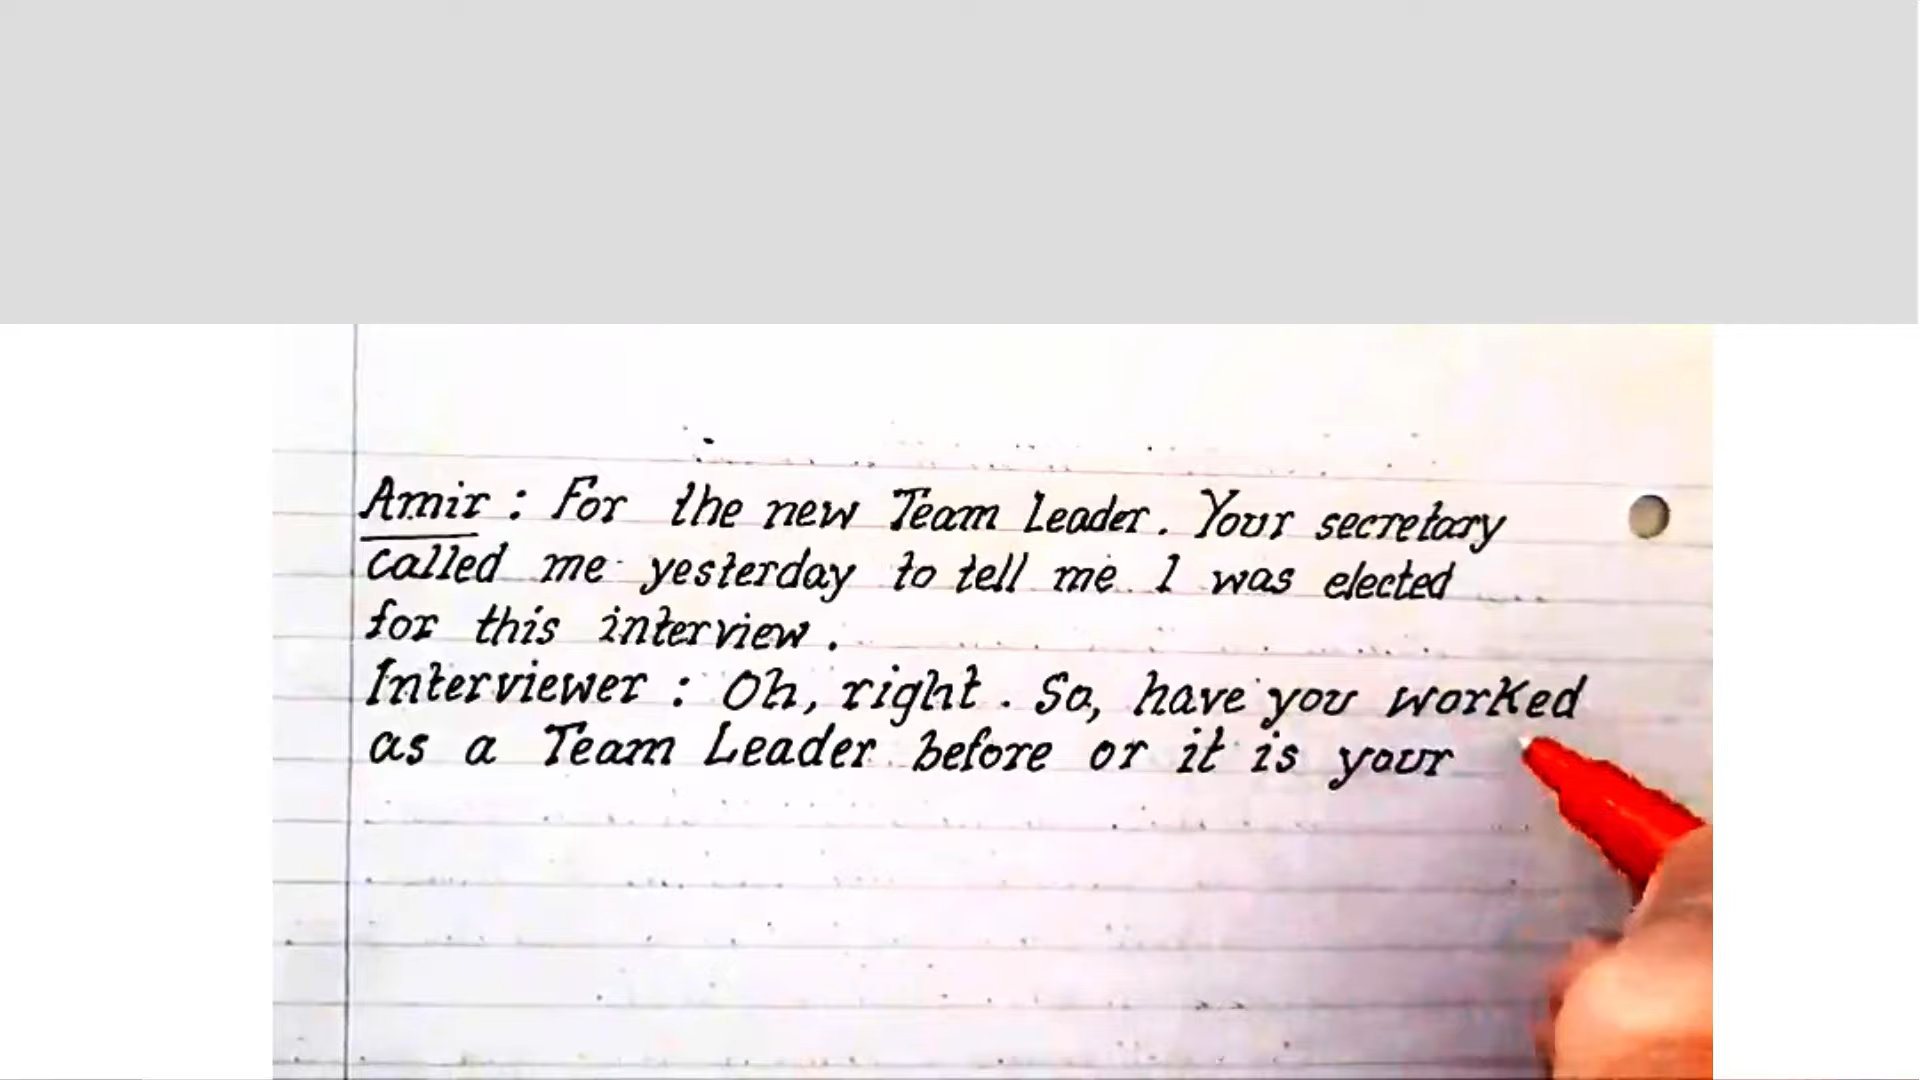 Amir : For the new Team Leader. Your secretary
called me yesterday to tell me I was elected
for this interview.
Interviewer : Oh, right. So, have you worked
as a Team Leader before or it is your